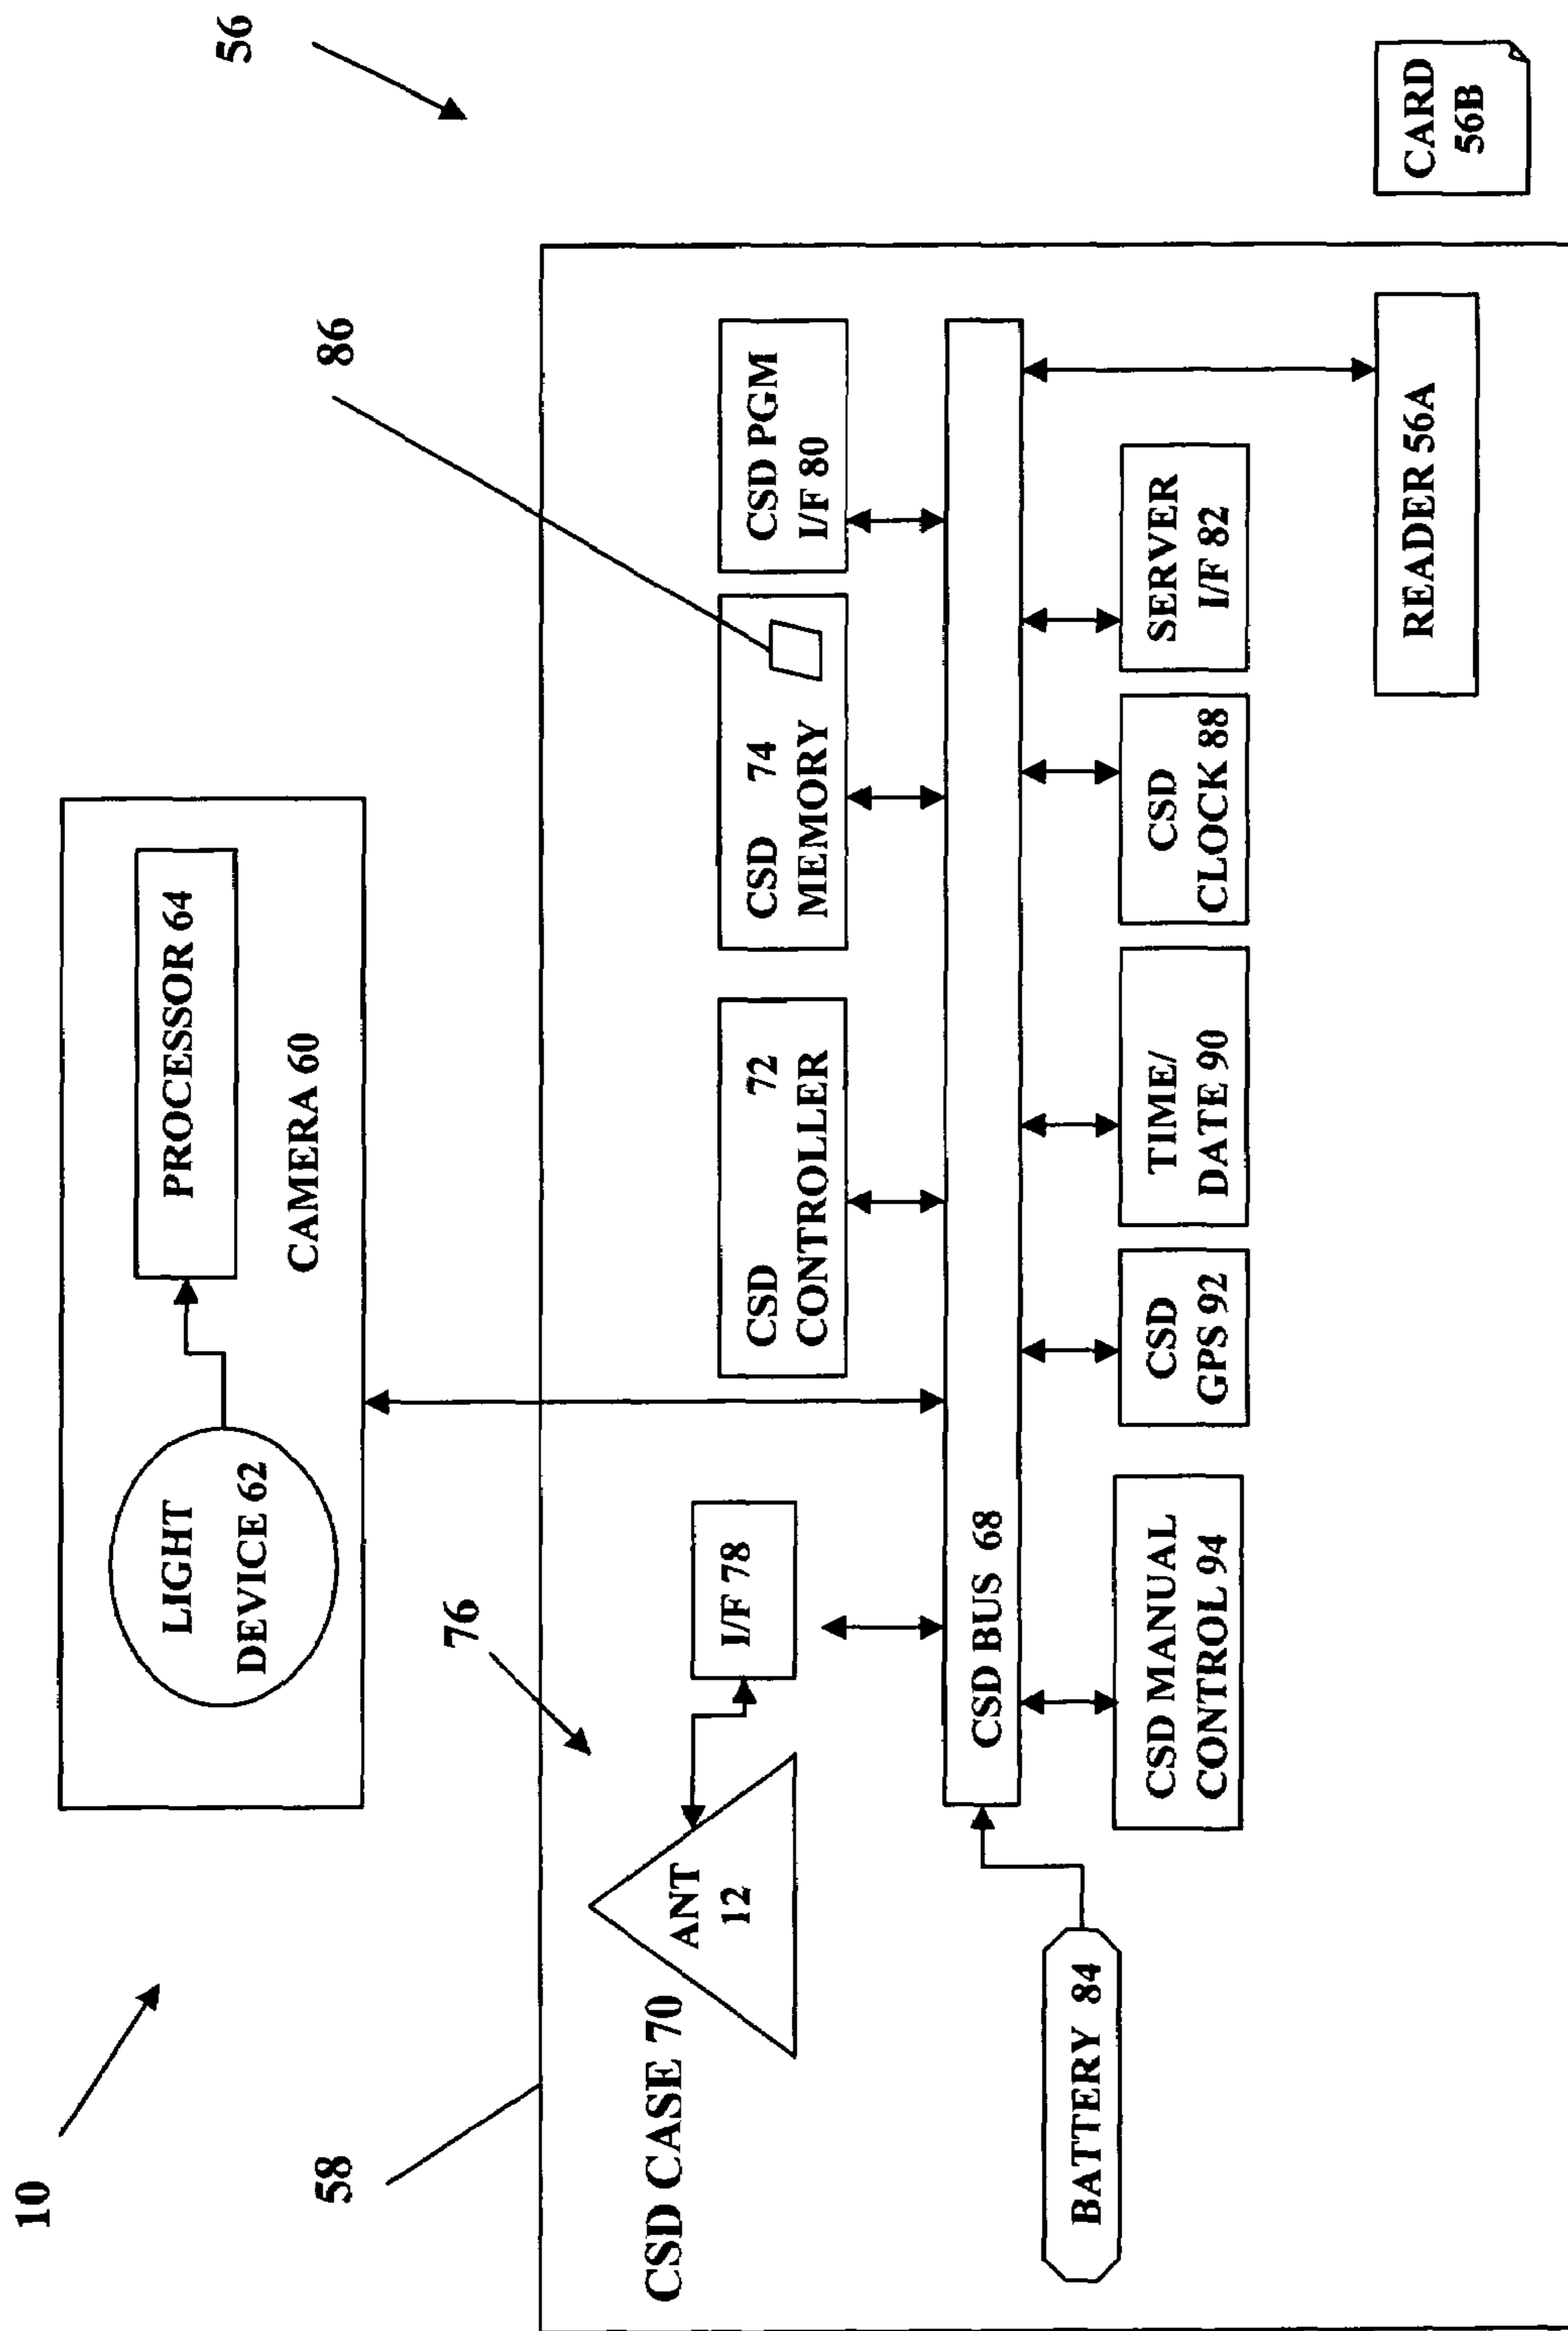 10
56
LIGHT
DEVICE 62
PROCESSOR 64
CAMERA 60
58
76
86
CSD CASE 70
ANT
12
I/F 78
CSD 72
CONTROLLER
CSD 74
MEMORY
CSD PGM
I/F 80
CSD BUS 68
BATTERY 84
CSD MANUAL
CONTROL 94
CSD
GPS 92
TIME/
DATE 90
CSD
CLOCK 88
SERVER
I/F 82
READER 56A
CARD
56B